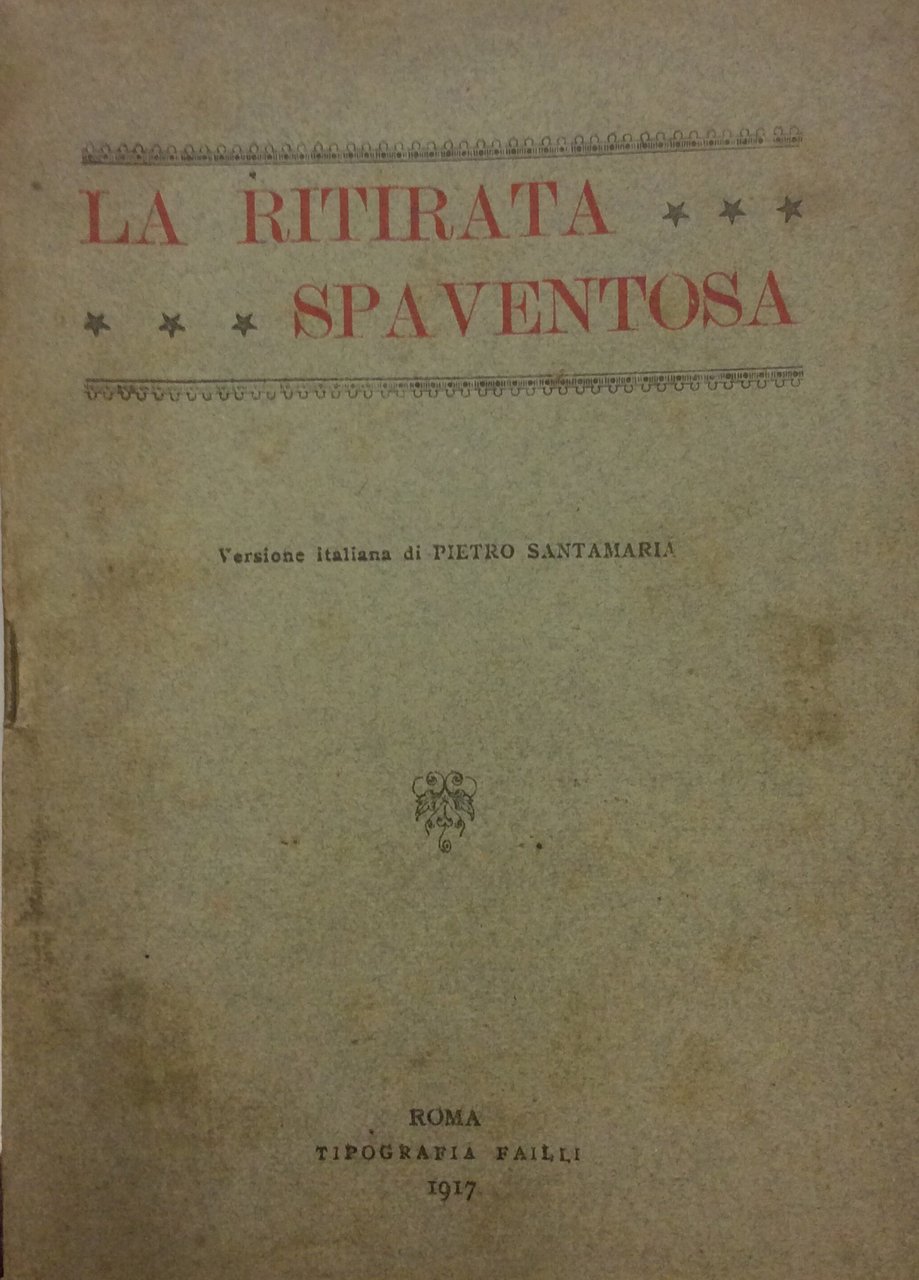 LA RITIRATA
SPAVENTOSA
Versione italiana di PIETRO SANTAMARIA
ROMA
TIPOGRAFIA FAILLI
1917